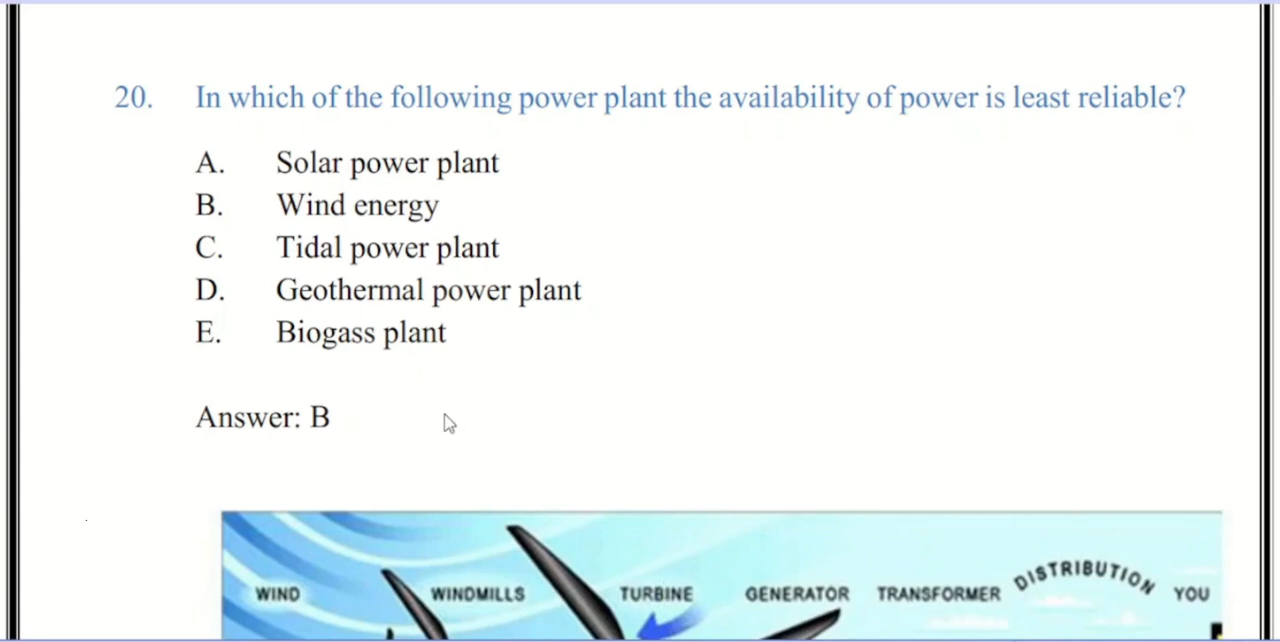 20. In which of the following power plant the availability of power is least reliable?
A. Solar power plant
B. Wind energy
C. Tidal power plant
D. Geothermal power plant
E. Biogass plant
Answer: B
WIND WINDMILLS TURBINE GENERATOR TRANSFORMER DISTRIBUTION YOU